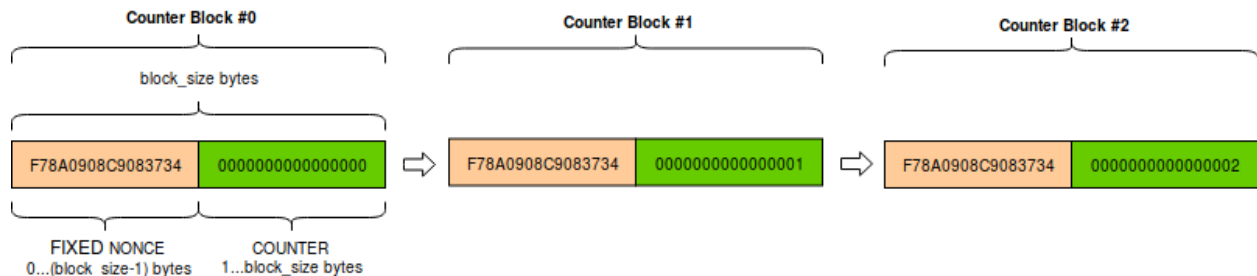 Counter Block #0
Counter Block #1
Counter Block #2
block_size bytes
F78A0908C9083734 0000000000000000
F78A0908C9083734 0000000000000001
F78A0908C9083734 0000000000000002
FIXED NONCE
0...(block_size-1) bytes
COUNTER
1...block_size bytes